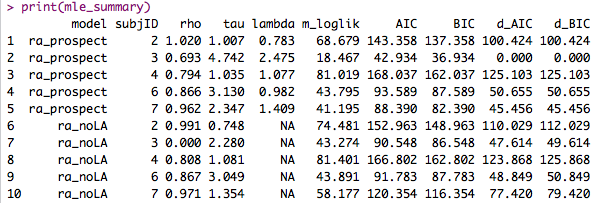 > print(mle_summary)
model subjID rho tau lambda m_loglik AIC BIC d_AIC d_BIC
1 ra_prospect 2 1.020 1.007 0.783 68.679 143.358 137.358 100.424 100.424
2 ra_prospect 3 0.693 4.742 2.475 18.467 42.934 36.934 0.000 0.000
3 ra_prospect 4 0.794 1.035 1.077 81.019 168.037 162.037 125.103 125.103
4 ra_prospect 6 0.866 3.130 0.982 43.795 93.589 87.589 50.655 50.655
5 ra_prospect 7 0.962 2.347 1.409 41.195 88.390 82.390 45.456 45.456
6 ra_noLA 2 0.991 0.748 NA 74.481 152.963 148.963 110.029 112.029
7 ra_noLA 3 0.000 2.280 NA 43.274 90.548 86.548 47.614 49.614
8 ra_noLA 4 0.808 1.081 NA 81.401 166.802 162.802 123.868 125.868
9 ra_noLA 6 0.867 3.049 NA 43.891 91.783 87.783 48.849 50.849
10 ra_noLA 7 0.971 1.354 NA 58.177 120.354 116.354 77.420 79.420